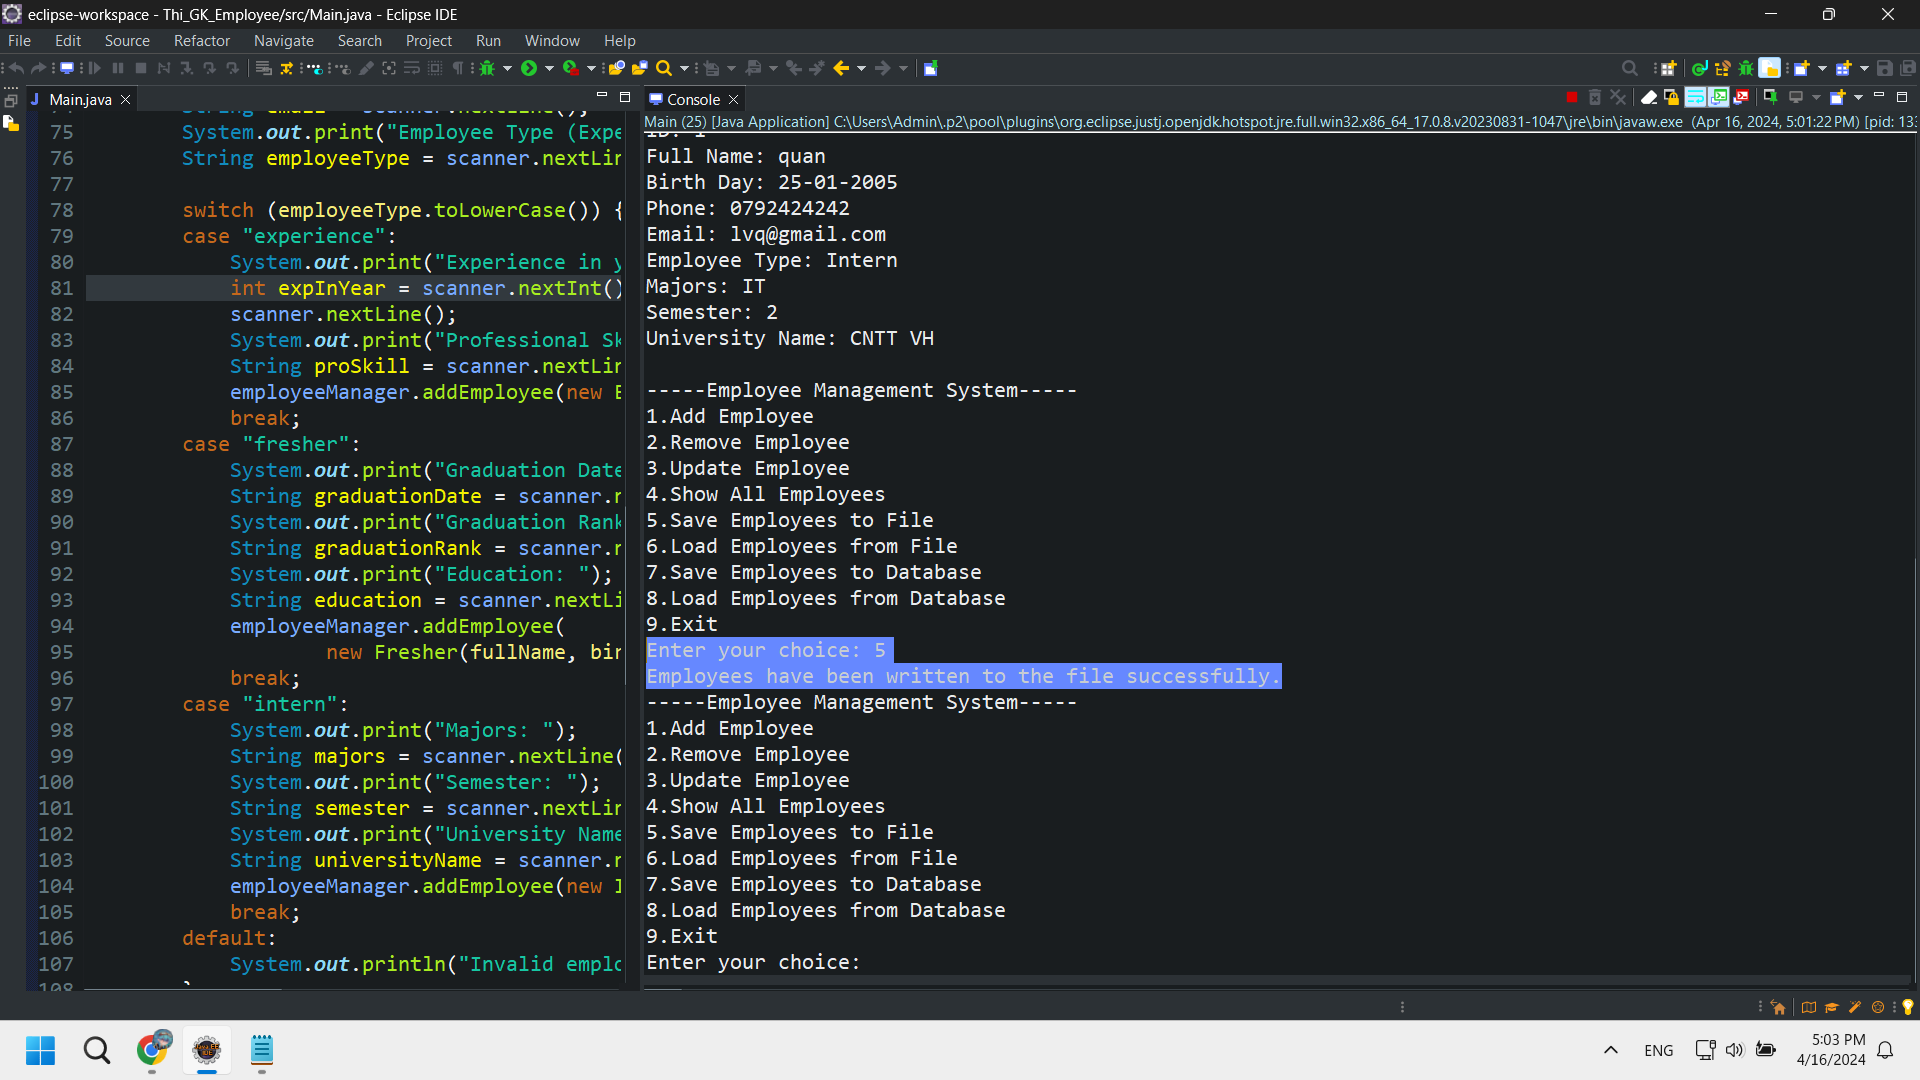 eclipse-workspace - Thi_GK_Employee/src/Main.java - Eclipse IDE
File Edit Source Refactor Navigate Search Project Run Window Help
Main.java
75 System.out.print("Employee Type (Expe
76 String employeeType = scanner.nextLin
77
78 switch (employeeType.toLowerCase()) {
79 case "experience":
80 System.out.print("Experience in y
81 int expInYear = scanner.nextInt()
82 scanner.nextLine();
83 System.out.print("Professional Sk
84 String proSkill = scanner.nextLin
85 employeeManager.addEmployee(new E
86 break;
87 case "fresher":
88 System.out.print("Graduation Date
89 String graduationDate = scanner.n
90 System.out.print("Graduation Rank
91 String graduationRank = scanner.n
92 System.out.print("Education: ");
93 String education = scanner.nextLi
94 employeeManager.addEmployee(
95 new Fresher(fullName, bir
96 break;
97 case "intern":
98 System.out.print("Majors: ");
99 String majors = scanner.nextLine(
100 System.out.print("Semester: ");
101 String semester = scanner.nextLin
102 System.out.print("University Name
103 String universityName = scanner.n
104 employeeManager.addEmployee(new I
105 break;
106 default:
107 System.out.println("Invalid emplo
108 }
Console
Main (25) [Java Application] C:\Users\Admin\.p2\pool\plugins\org.eclipse.justj.openjdk.hotspot.jre.full.win32.x86_64_17.0.8.v20230831-1047\jre\bin\javaw.exe (Apr 16, 2024, 5:01:22 PM) [pid: 13
ID: 1
Full Name: quan
Birth Day: 25-01-2005
Phone: 0792424242
Email: lvq@gmail.com
Employee Type: Intern
Majors: IT
Semester: 2
University Name: CNTT VH
-----Employee Management System-----
1.Add Employee
2.Remove Employee
3.Update Employee
4.Show All Employees
5.Save Employees to File
6.Load Employees from File
7.Save Employees to Database
8.Load Employees from Database
9.Exit
Enter your choice: 5
Employees have been written to the file successfully.
-----Employee Management System-----
1.Add Employee
2.Remove Employee
3.Update Employee
4.Show All Employees
5.Save Employees to File
6.Load Employees from File
7.Save Employees to Database
8.Load Employees from Database
9.Exit
Enter your choice:
ENG
5:03 PM
4/16/2024